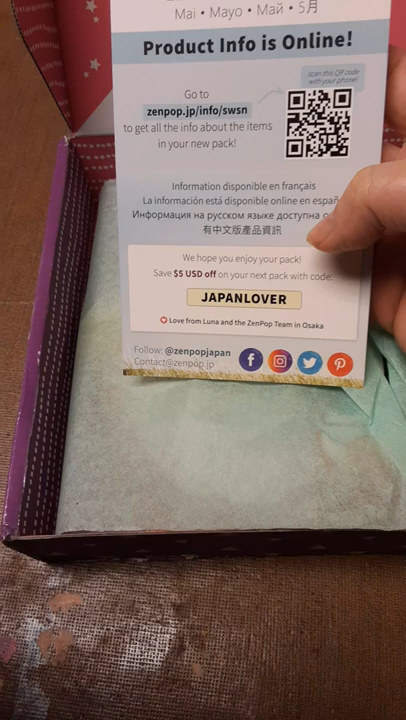 Mai • Mayo • Май • 5月
Product Info is Online!
scan this QR code
with your phone!
Go to
zenpop.jp/info/swsn
to get all the info about the items
in your new pack!
Information disponible en français
La información está disponible online en españ
Информация на русском языке доступна о
有中文版產品資訊
We hope you enjoy your pack!
Save $5 USD off on your next pack with code:
JAPANLOVER
Love from Luna and the ZenPop Team in Osaka
Follow: @zenpopjapan
Contact@zenpop.jp